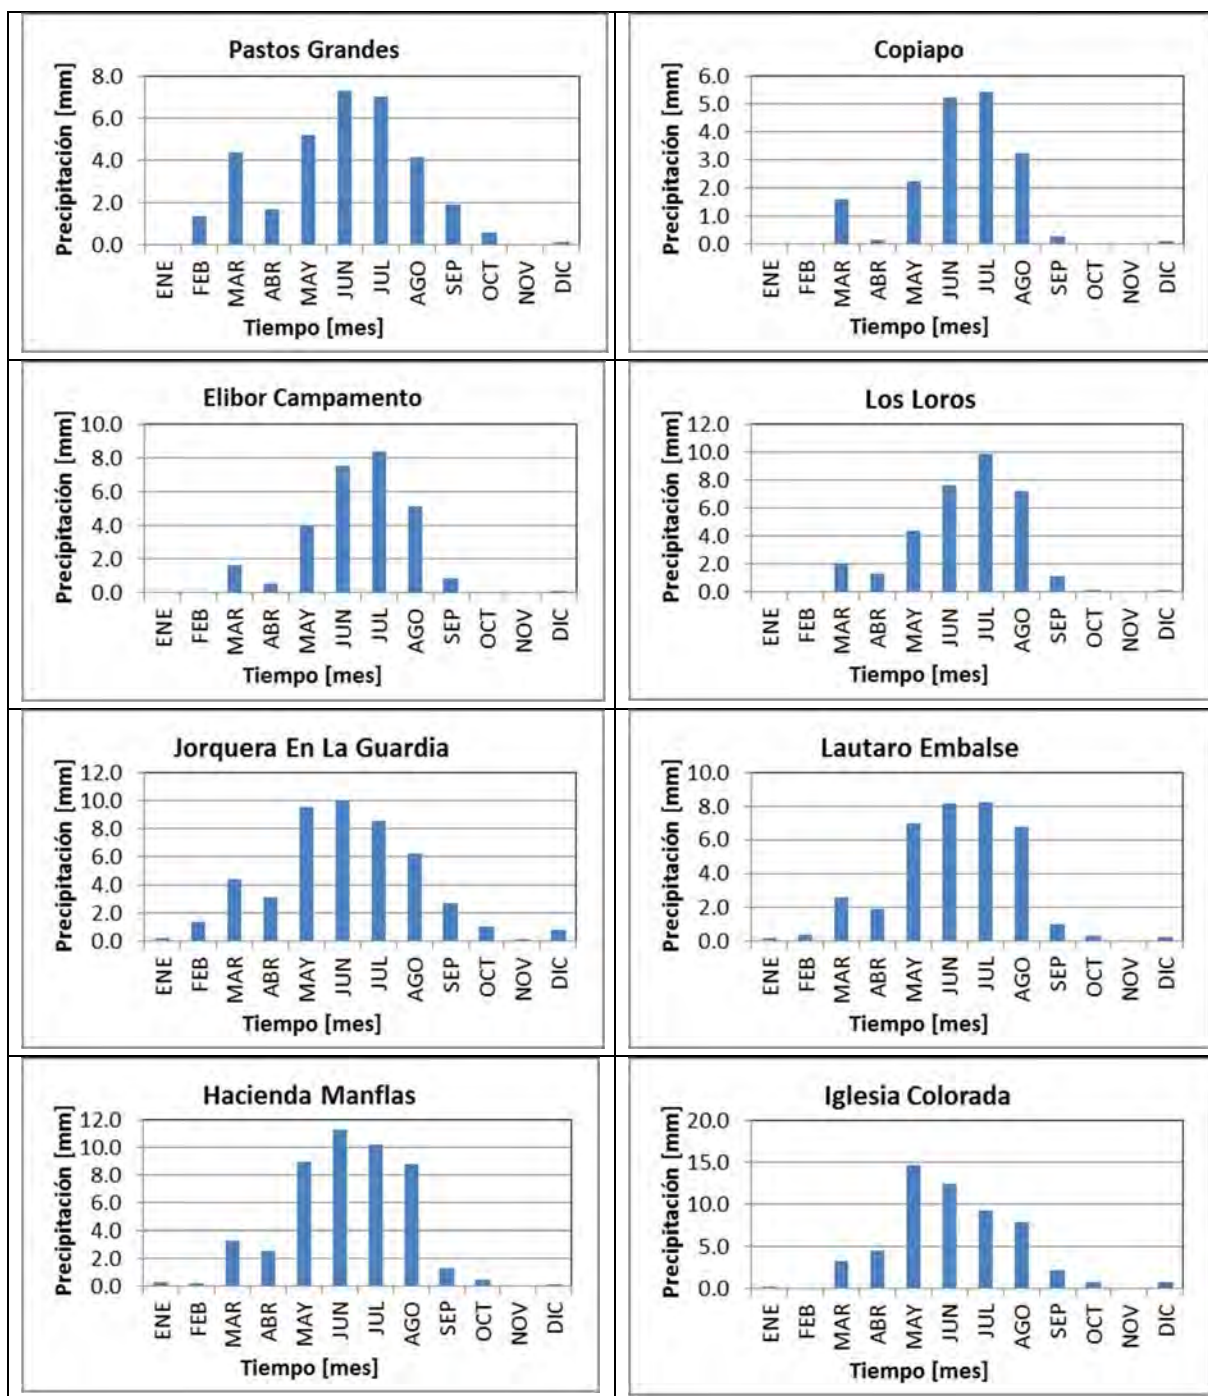 Pastos Grandes
Precipitación [mm]
8.0
6.0
4.0
2.0
0.0
ENE FEB MAR ABR MAY JUN JUL AGO SEP OCT NOV DIC
Tiempo [mes]
Copiapo
Precipitación [mm]
6.0
5.0
4.0
3.0
2.0
1.0
0.0
ENE FEB MAR ABR MAY JUN JUL AGO SEP OCT NOV DIC
Tiempo [mes]
Elibor Campamento
Precipitación [mm]
10.0
8.0
6.0
4.0
2.0
0.0
ENE FEB MAR ABR MAY JUN JUL AGO SEP OCT NOV DIC
Tiempo [mes]
Los Loros
Precipitación [mm]
12.0
10.0
8.0
6.0
4.0
2.0
0.0
ENE FEB MAR ABR MAY JUN JUL AGO SEP OCT NOV DIC
Tiempo [mes]
Jorquera En La Guardia
Precipitación [mm]
12.0
10.0
8.0
6.0
4.0
2.0
0.0
ENE FEB MAR ABR MAY JUN JUL AGO SEP OCT NOV DIC
Tiempo [mes]
Lautaro Embalse
Precipitación [mm]
10.0
8.0
6.0
4.0
2.0
0.0
ENE FEB MAR ABR MAY JUN JUL AGO SEP OCT NOV DIC
Tiempo [mes]
Hacienda Manflas
Precipitación [mm]
12.0
10.0
8.0
6.0
4.0
2.0
0.0
ENE FEB MAR ABR MAY JUN JUL AGO SEP OCT NOV DIC
Tiempo [mes]
Iglesia Colorada
Precipitación [mm]
20.0
15.0
10.0
5.0
0.0
ENE FEB MAR ABR MAY JUN JUL AGO SEP OCT NOV DIC
Tiempo [mes]